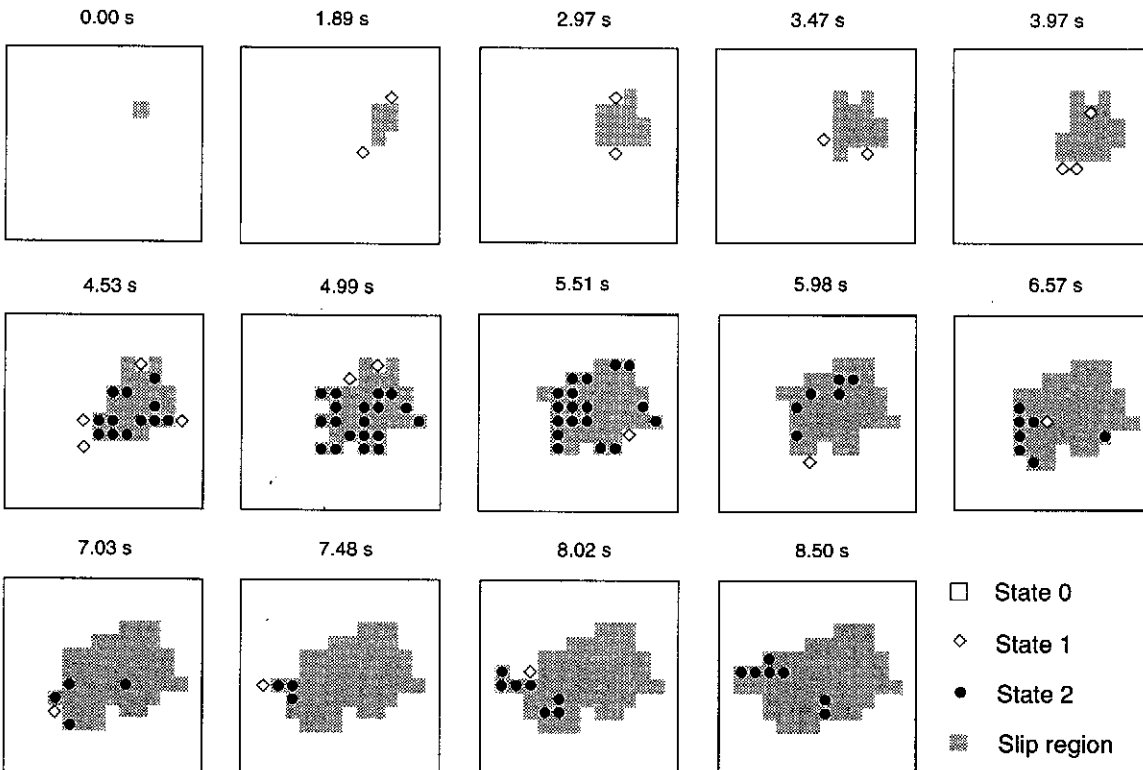 0.00 s
1.89 s
2.97 s
3.47 s
3.97 s
4.53 s
4.99 s
5.51 s
5.98 s
6.57 s
7.03 s
7.48 s
8.02 s
8.50 s
State 0
State 1
State 2
Slip region